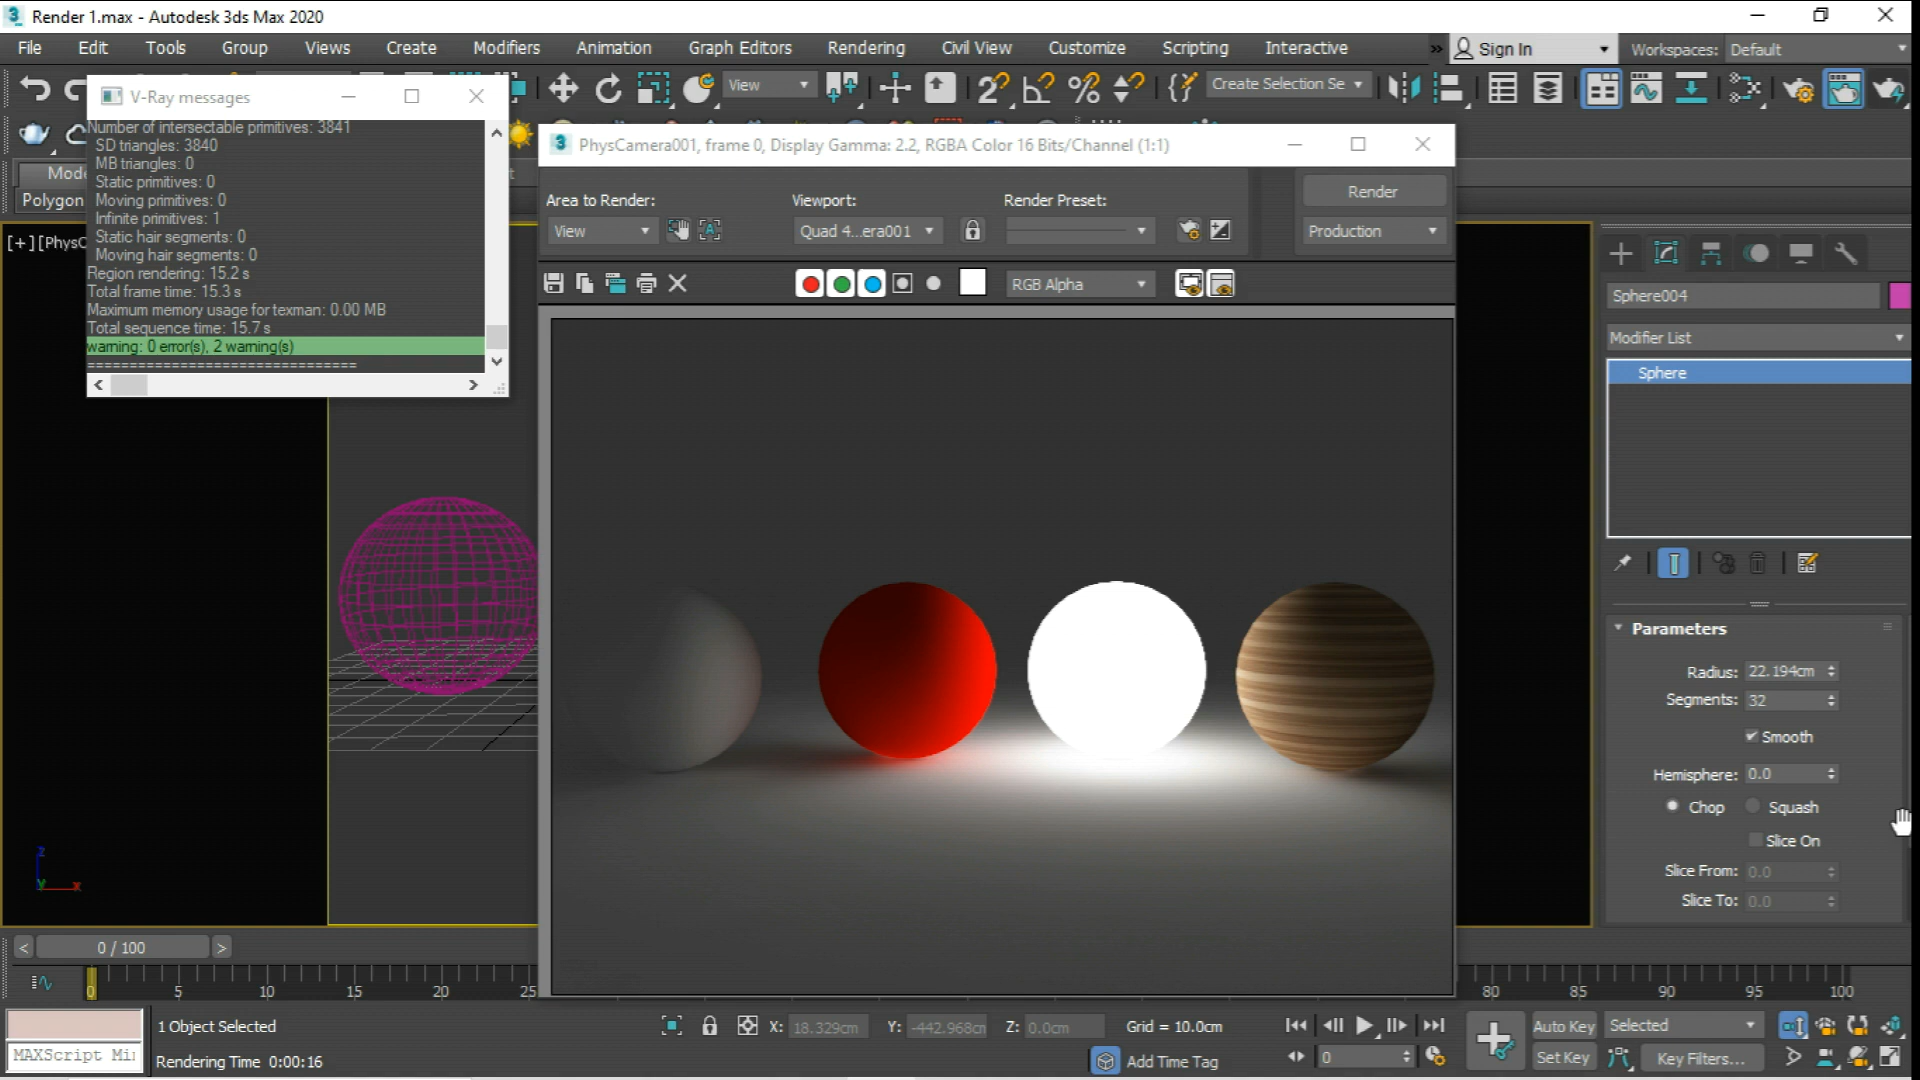 Render 1.max - Autodesk 3ds Max 2020
File Edit Tools Group Views Create Modifiers Animation Graph Editors Rendering Civil View Customize Scripting Interactive
Sign In
Workspaces: Default
View
Create Selection Se
V-Ray messages
Number of intersectable primitives: 3841
SD triangles: 3840
MB triangles: 0
Static primitives: 0
Moving primitives: 0
Infinite primitives: 1
Static hair segments: 0
Moving hair segments: 0
Region rendering: 15.2 s
Total frame time: 15.3 s
Maximum memory usage for texman: 0.00 MB
Total sequence time: 15.7 s
warning: 0 error(s), 2 warning(s)
==============================
Mode
Polygon
[+][PhysC
PhysCamera001, frame 0, Display Gamma: 2.2, RGBA Color 16 Bits/Channel (1:1)
Area to Render:
View
Viewport:
Quad 4...era001
Render Preset:
Render
Production
RGB Alpha
Sphere004
Modifier List
Sphere
Parameters
Radius: 22.194cm
Segments: 32
Smooth
Hemisphere: 0.0
Chop Squash
Slice On
Slice From: 0.0
Slice To: 0.0
z
y x
0 / 100
0 5 10 15 20 25 80 85 90 95 100
1 Object Selected
X: 18.329cm Y: -442.968cm Z: 0.0cm
Grid = 10.0cm
MAXScript Mi
Rendering Time 0:00:16
Add Time Tag
0
Auto Key
Selected
Set Key
Key Filters...